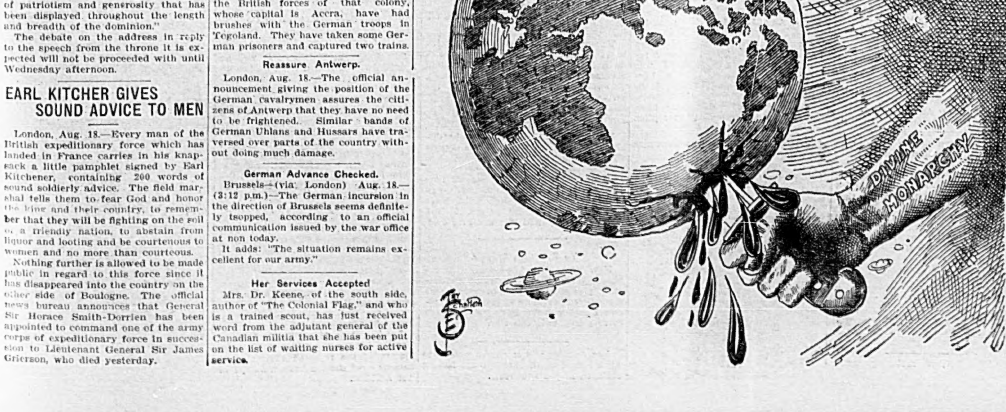 of patriotism and generosity that has
been displayed throughout the length
and breadth of the dominion."
The debate on the address in reply
to the speech from the throne it is ex-
pected will not be proceeded with until
Wednesday afternoon.
EARL KITCHER GIVES
SOUND ADVICE TO MEN
London, Aug. 18.—Every man of the
British expeditionary force which has
landed in France carries in his knap-
sack a little pamphlet signed by Earl
Kitchener, containing 200 words of
sound soldierly advice. The field mar-
shal tells them to fear God and honor
the king and their country, to remem-
ber that they will be fighting on the soil
of a friendly nation, to abstain from
liquor and looting and be courteous to
women and no more than courteous.
Nothing further is allowed to be made
public in regard to this force since it
has disappeared into the country on the
other side of Boulogne. The official
news bureau announces that General
Sir Horace Smith-Dorrien has been
appointed to command one of the army
corps of expeditionary force in succes-
sion to Lieutenant General Sir James
Grierson, who died yesterday.
the British forces of that colony,
whose capital is Accra, have had
brushes with the German troops in
Togoland. They have taken some Ger-
man prisoners and captured two trains.
Reassure Antwerp.
London, Aug. 18.—The official an-
nouncement giving the position of the
German cavalrymen assures the citi-
zens of Antwerp that they have no need
to be frightened. Similar bands of
German Uhlans and Hussars have tra-
versed over parts of the country with-
out doing much damage.
German Advance Checked.
Brussels—(via London) Aug. 18.—
(3:12 p.m.)—The German incursion in
the direction of Brussels seems definite-
ly tsopped, according to an official
communication issued by the war office
at non today.
It adds: "The situation remains ex-
cellent for our army."
Her Services Accepted
Mrs. Dr. Keene, of the south side,
author of "The Colonial Flag," and who
is a trained scout, has just received
word from the adjutant general of the
Canadian militia that she has been put
on the list of waiting nurses for active
service.
DIVINE
MONARCHY